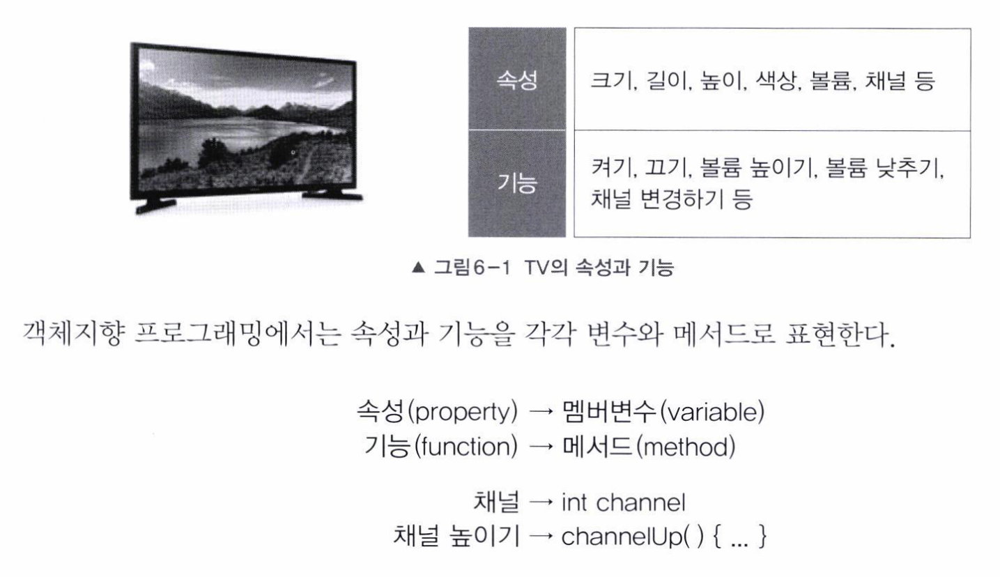 속성
크기, 길이, 높이, 색상, 볼륨, 채널 등
기능
켜기, 끄기, 볼륨 높이기, 볼륨 낮추기,
채널 변경하기 등
▲ 그림6-1 TV의 속성과 기능
객체지향 프로그래밍에서는 속성과 기능을 각각 변수와 메서드로 표현한다.
속성(property) → 멤버변수(variable)
기능(function) → 메서드(method)
채널 → int channel
채널 높이기 → channelUp( ) { ... }